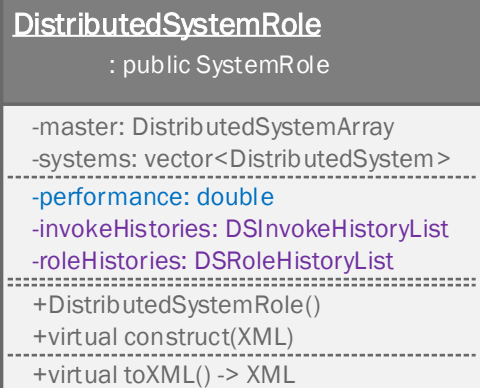 DistributedSystemRole
: public SystemRole
-master: DistributedSystemArray
-systems: vector<DistributedSystem>
-performance: double
-invokeHistories: DSInvokeHistoryList
-roleHistories: DSRoleHistoryList
+DistributedSystemRole()
+virtual construct(XML)
+virtual toXML() -> XML